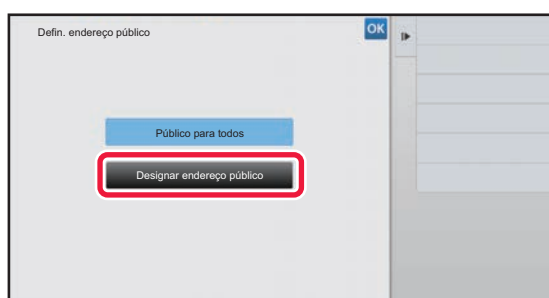 Defin. endereço público
OK
Público para todos
Designar endereço público